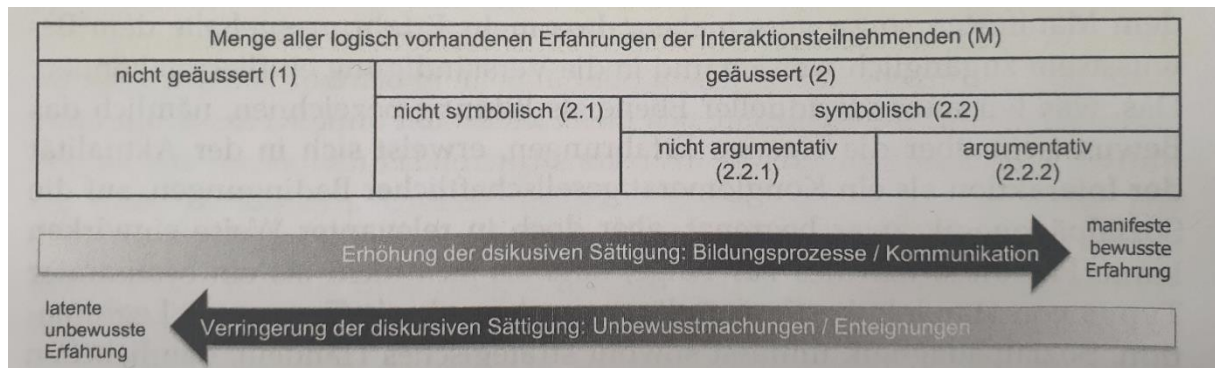 Menge aller logisch vorhandenen Erfahrungen der Interaktionsteilnehmenden (M)
nicht geäussert (1)
geäussert (2)
nicht symbolisch (2.1)
symbolisch (2.2)
nicht argumentativ
(2.2.1)
argumentativ
(2.2.2)
Erhöhung der dsikusiven Sättigung: Bildungsprozesse / Kommunikation
manifeste
bewusste
Erfahrung
latente
unbewusste
Erfahrung
Verringerung der diskursiven Sättigung: Unbewusstmachungen / Enteignungen